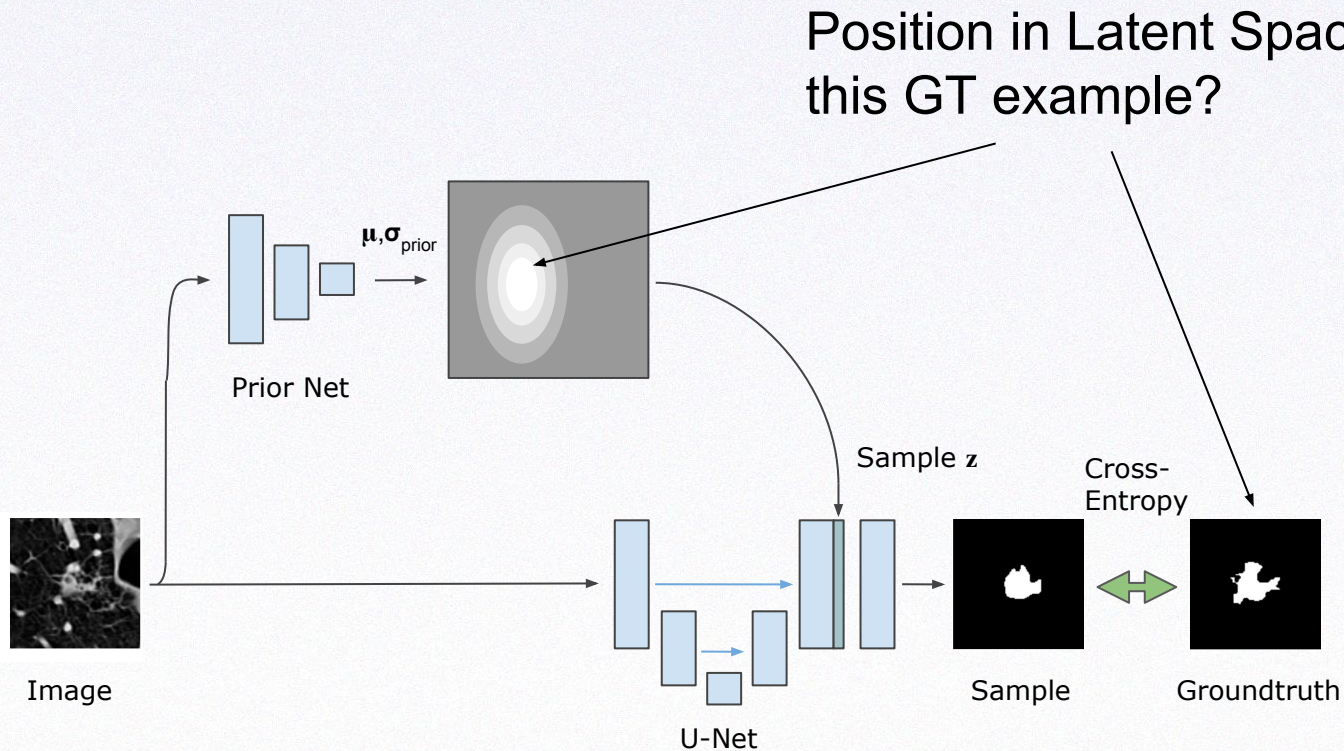 Position in Latent Spac
this GT example?
μ,σprior
Prior Net
Sample z
Cross-
Entropy
Image
Sample
Groundtruth
U-Net